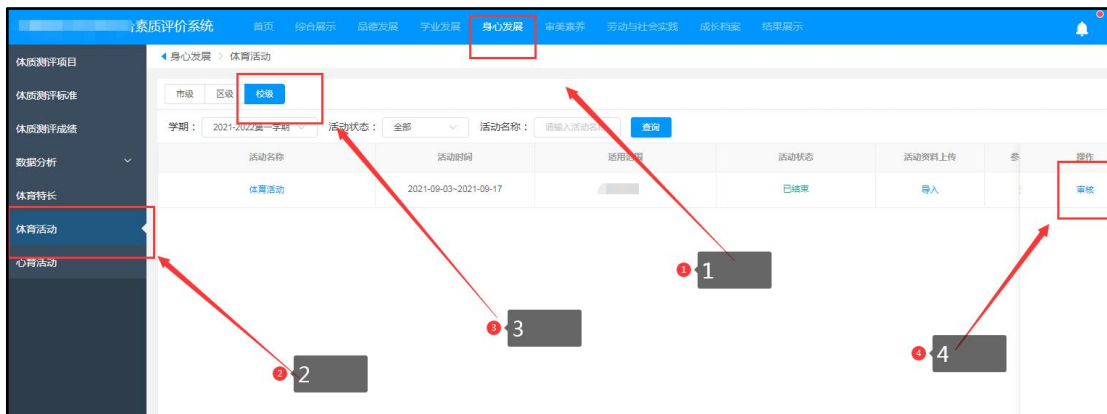 素质评价系统 首页 综合展示 品德发展 学业发展 身心发展 审美素养 劳动与社会实践 成长档案 结果展示
体质测评项目
体质测评标准
体质测评成绩
数据分析
体育特长
体育活动
心育活动
身心发展 > 体育活动
市级 区级 校级
学期： 2021-2022第一学期 活动状态： 全部 活动名称： 请输入活动名称 查询
活动名称 活动时间 适用范围 活动状态 活动资料上传 操作
体育活动 2021-09-03~2021-09-17 已结束 导入 审核
1 1
3 3
4 4
2 2